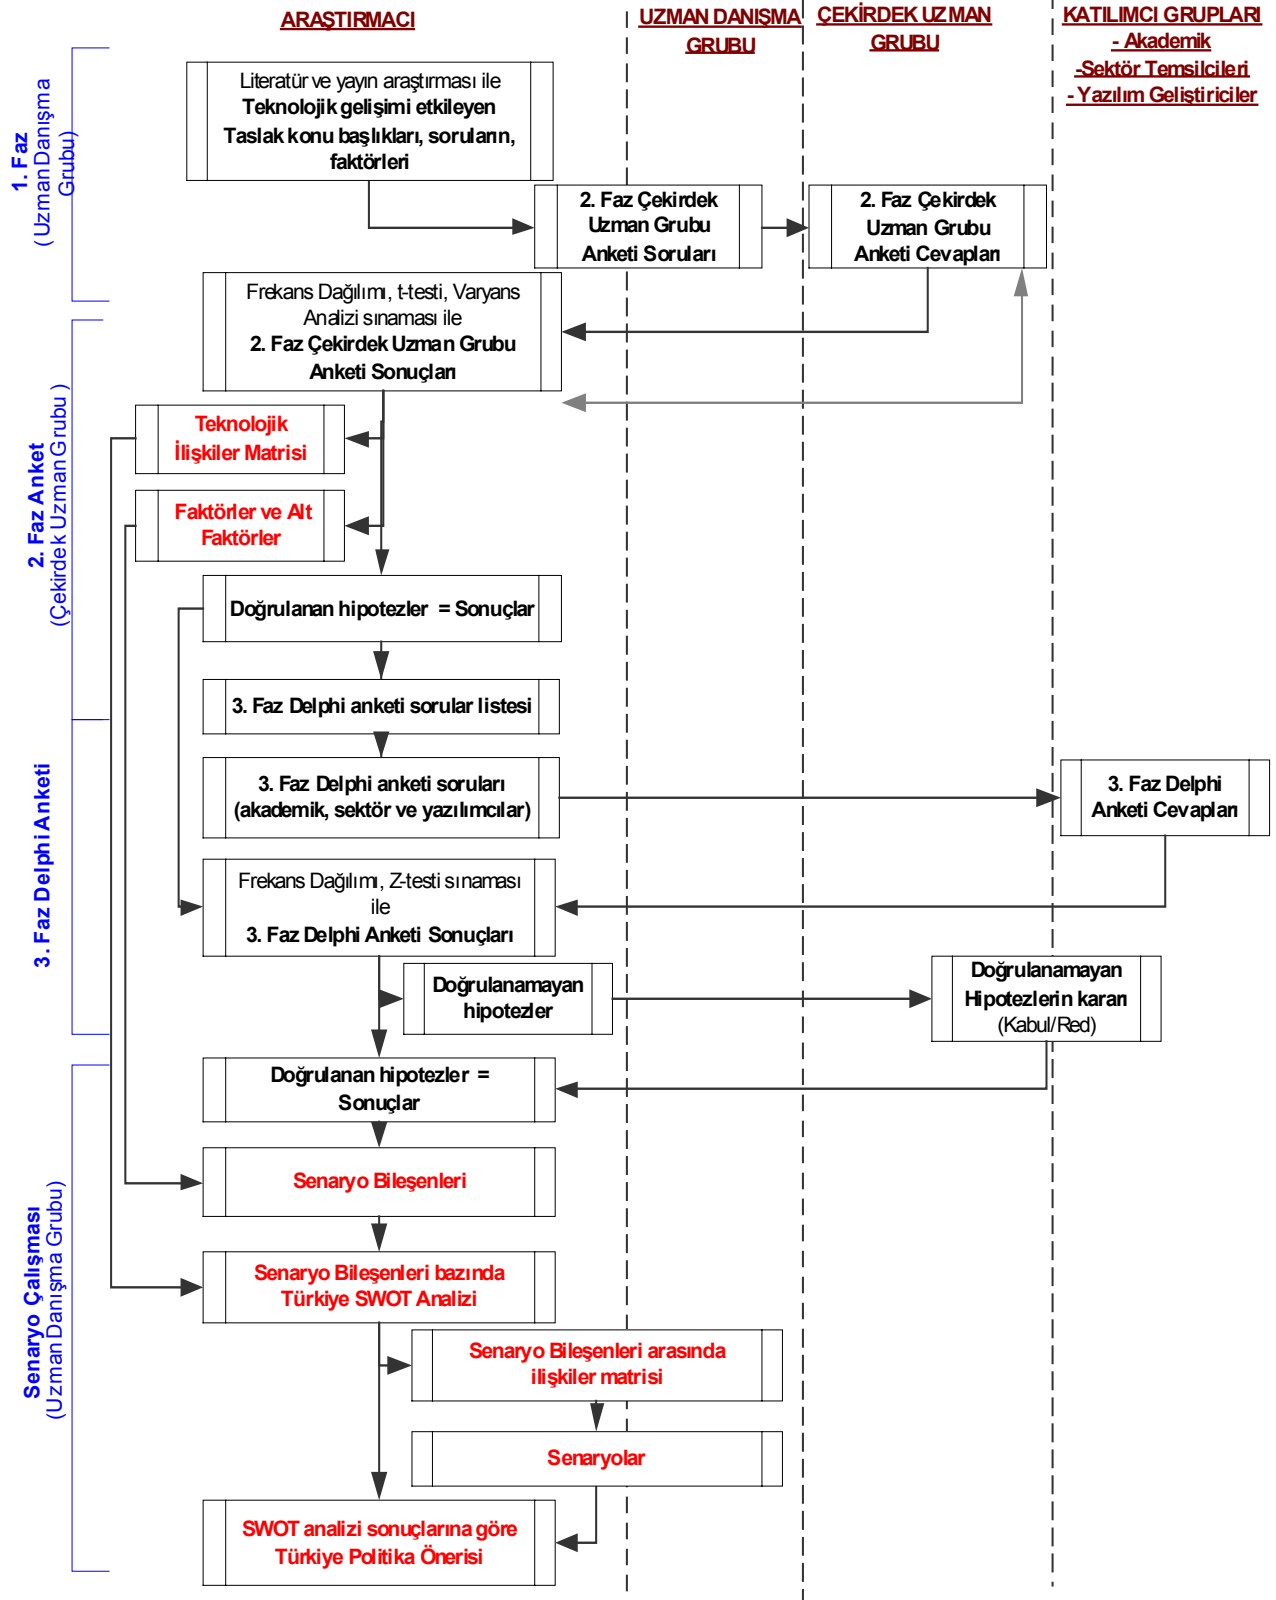 ARAŞTIRMACI
UZMAN DANIŞMA
GRUBU
ÇEKİRDEK UZMAN
GRUBU
KATILIMCI GRUPLARI
- Akademik
-Sektör Temsilcileri
- Yazılım Geliştiriciler
1. Faz
(Uzman Danışma
Grubu)
Literatür ve yayın araştırması ile
Teknolojik gelişimi etkileyen
Taslak konu başlıkları, soruların,
faktörleri
2. Faz Çekirdek
Uzman Grubu
Anketi Soruları
2. Faz Çekirdek
Uzman Grubu
Anketi Cevapları
2. Faz Anket
(Çekirdek Uzman Grubu )
Frekans Dağılımı, t-testi, Varyans
Analizi sınaması ile
2. Faz Çekirdek Uzman Grubu
Anketi Sonuçları
Teknolojik
İlişkiler Matrisi
Faktörler ve Alt
Faktörler
Doğrulanan hipotezler = Sonuçlar
3. Faz Delphi anketi sorular listesi
3. Faz Delphi Anketi
3. Faz Delphi anketi soruları
(akademik, sektör ve yazılımcılar)
3. Faz Delphi
Anketi Cevapları
Frekans Dağılımı, Z-testi sınaması
ile
3. Faz Delphi Anketi Sonuçları
Doğrulanamayan
hipotezler
Doğrulanamayan
Hipotezlerin kararı
(Kabul/Red)
Senaryo Çalışması
(Uzman Danışma Grubu)
Doğrulanan hipotezler =
Sonuçlar
Senaryo Bileşenleri
Senaryo Bileşenleri bazında
Türkiye SWOT Analizi
Senaryo Bileşenleri arasında
ilişkiler matrisi
Senaryolar
SWOT analizi sonuçlarına göre
Türkiye Politika Önerisi